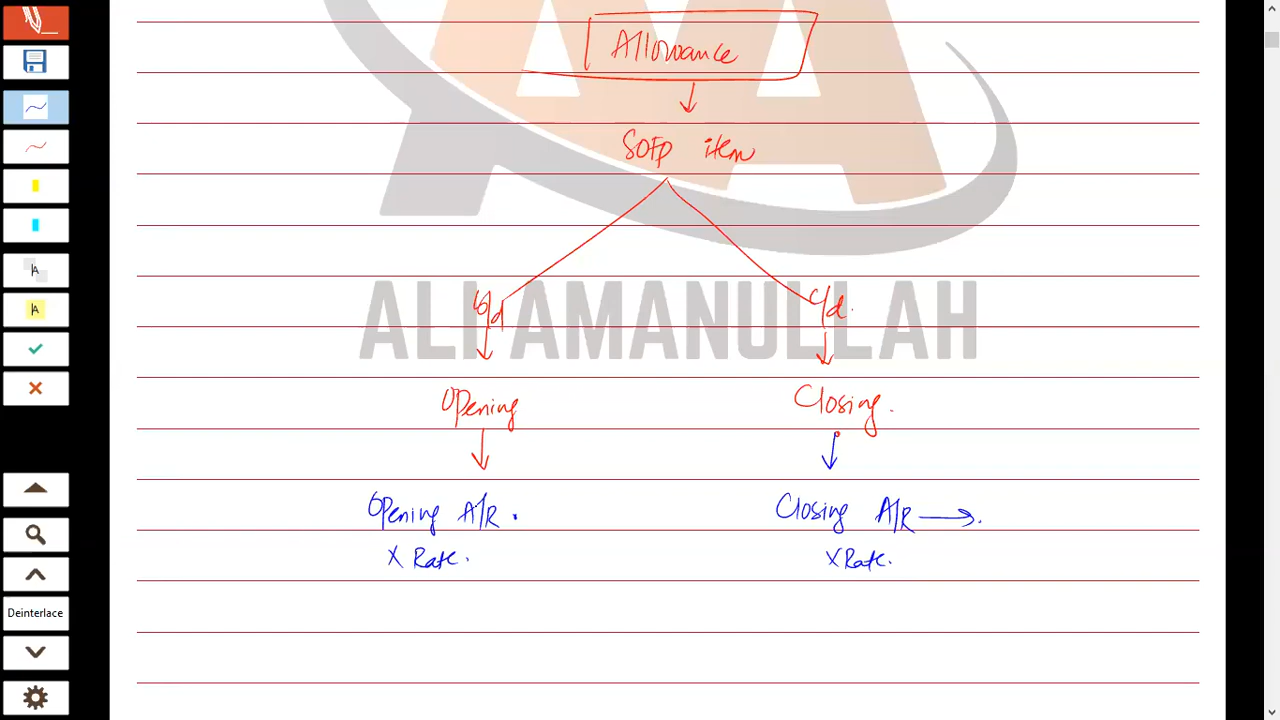 Allowance
SOFP item
ALI AMANULLAH
b/d
c/d.
Opening
Closing.
Opening A/R.
Closing A/R
X Rate.
X Rate.
A
A
Deinterlace